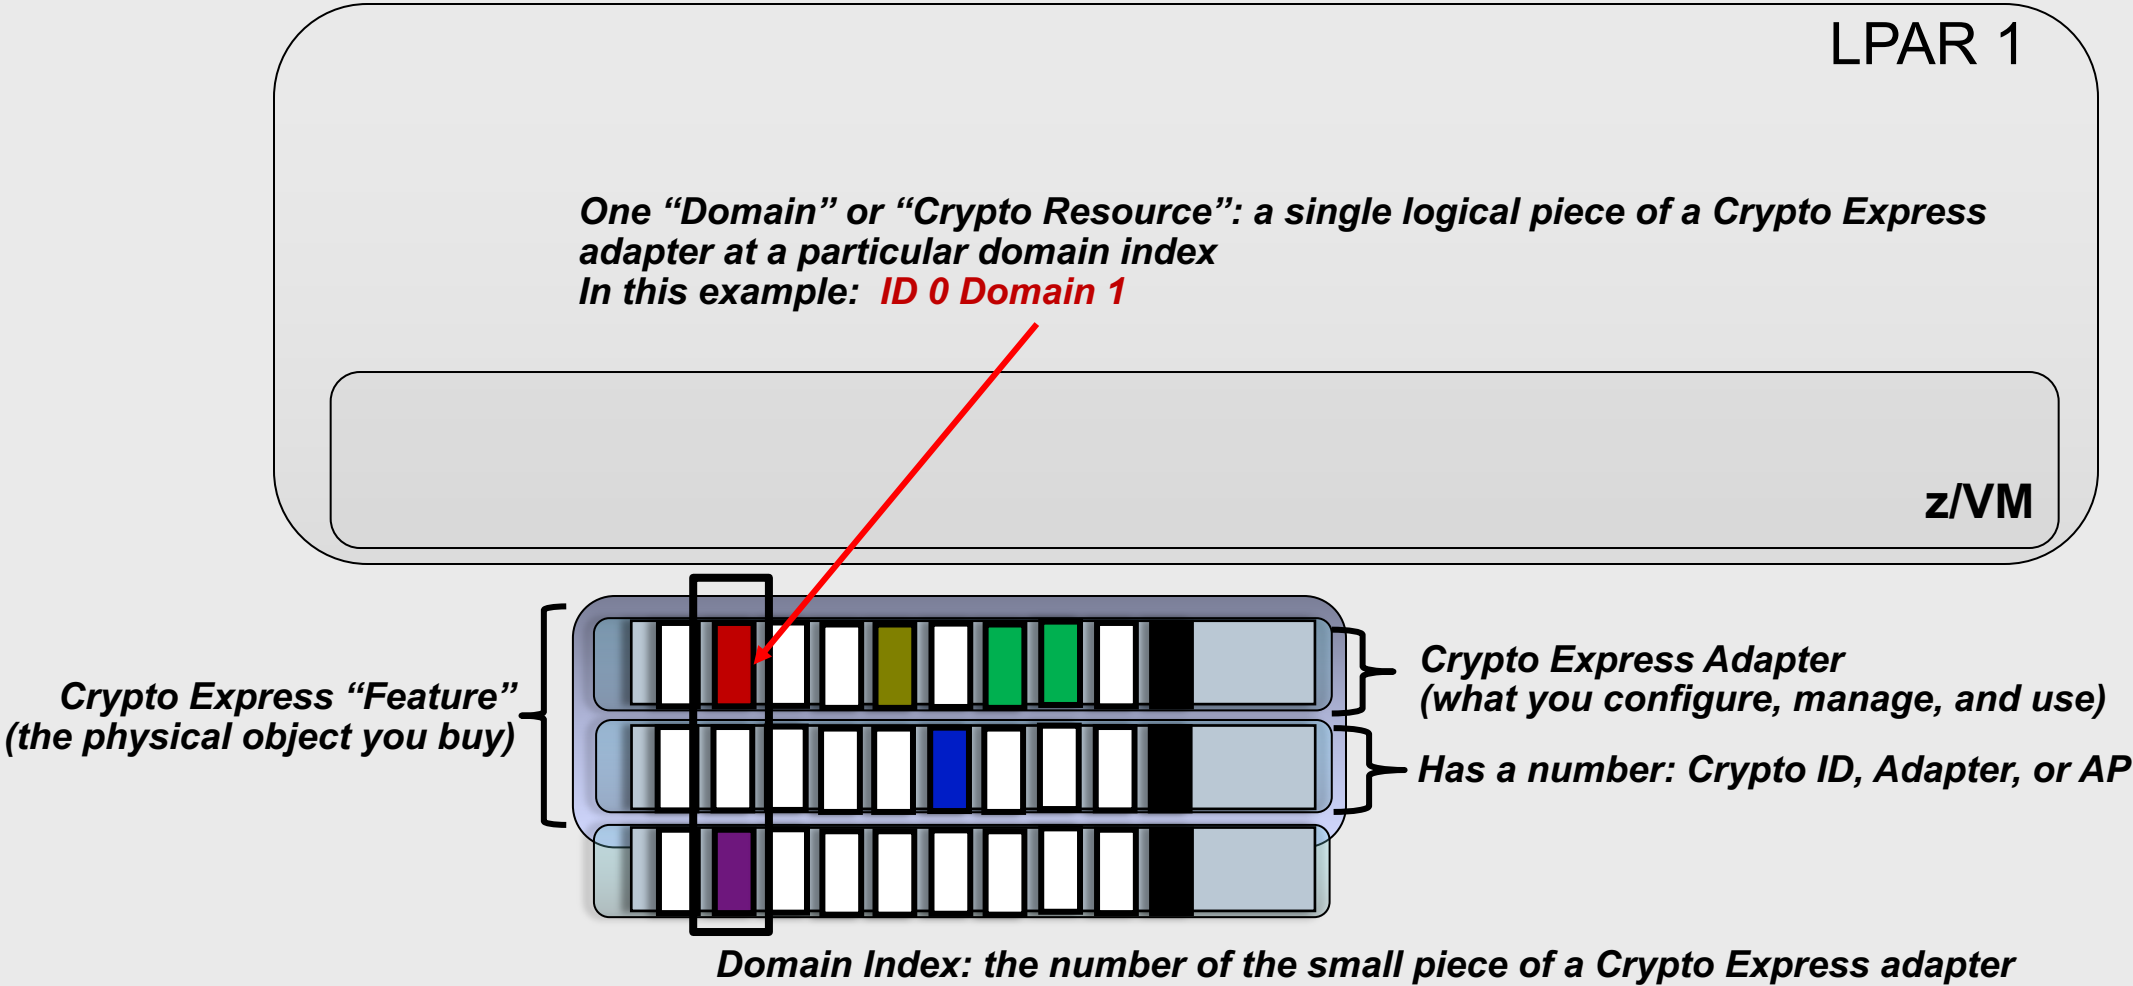 LPAR 1
One “Domain” or “Crypto Resource”: a single logical piece of a Crypto Express
adapter at a particular domain index
In this example: ID 0 Domain 1
z/VM
Crypto Express “Feature”
(the physical object you buy)
Crypto Express Adapter
(what you configure, manage, and use)
Has a number: Crypto ID, Adapter, or AP
Domain Index: the number of the small piece of a Crypto Express adapter